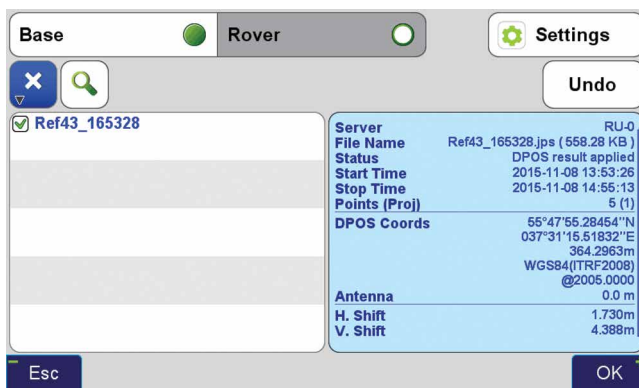 Base
Rover
Settings
Undo
Ref43_165328
Server RU-0
File Name Ref43_165328.jps ( 558.28 KB )
Status DPOS result applied
Start Time 2015-11-08 13:53:26
Stop Time 2015-11-08 14:55:13
Points (Proj) 5 (1)
DPOS Coords 55°47'55.28454''N
037°31'15.51832''E
364.2963m
WGS84(ITRF2008)
@2005.0000
Antenna 0.0 m
H. Shift 1.730m
V. Shift 4.388m
Esc
OK